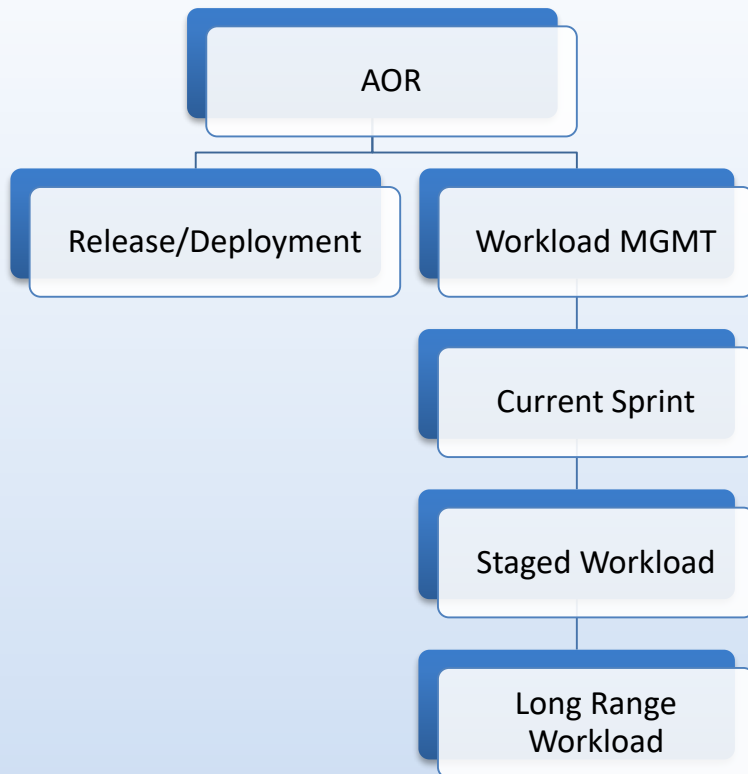 AOR
Release/Deployment
Workload MGMT
Current Sprint
Staged Workload
Long Range
Workload